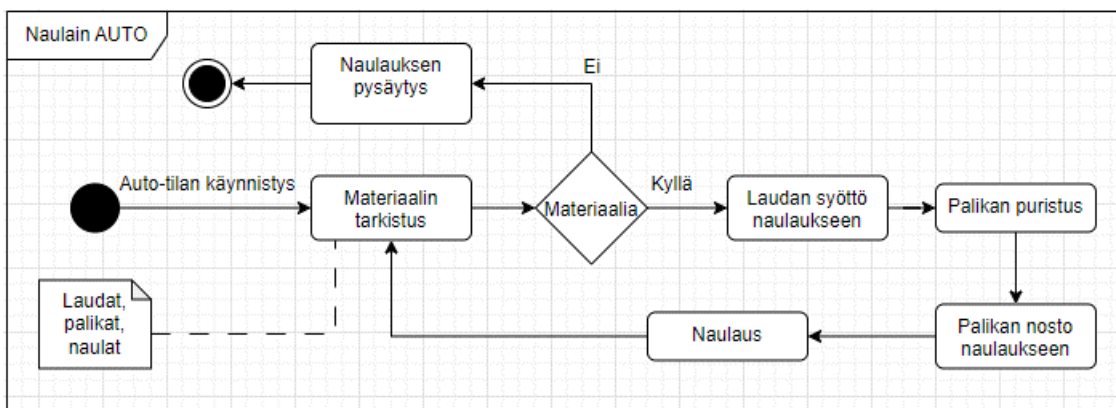 Naulain AUTO
Naulauksen
pysäytys
Ei
Auto-tilan käynnistys
Materiaalin
tarkistus
Materiaalia
Kyllä
Laudan syöttö
naulaukseen
Palikan puristus
Laudat,
palikat,
naulat
Naulaus
Palikan nosto
naulaukseen